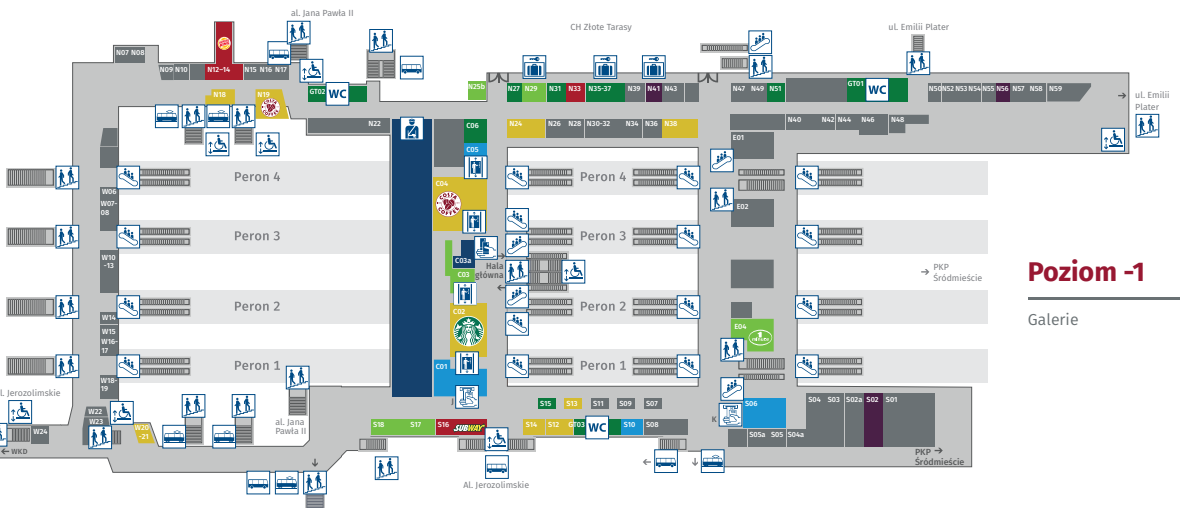 al. Jana Pawła II
CH Złote Tarasy
ul. Emilii Plater
N07 N08
N09 N10
N12-14
N15 N16 N17
GT02
WC
N25b
N27
N29
N31
N33
N35-37
N39
N41
N43
WC
N47
N49
N51
GT01
WC
N50 N52 N53 N54 N55 N56 N57
N58
N59
ul. Emilii
Plater
N18
N19
COSTA
COFFEE
N22
C06
C05
N24
N26
N28
N30-32
N34
N36
N38
N40
N42
N44
N46
N48
E01
Peron 4
Peron 4
W06
W07-
08
C04
COSTA
COFFEE
E02
Peron 3
Peron 3
W10
-13
C03a
C03
Hala
główna
PKP
Śródmieście
Poziom -1
Galerie
Peron 2
Peron 2
W14
W15
W16-
17
C02
E04
Peron 1
Peron 1
W18-
19
C01
J
l. Jerozolimskie
W22
W23
W24
W20
-21
WKD
al. Jana
Pawła II
S18
S17
S16
SUBWAY
S15
S13
S11
S09
S07
S14
S12
GT03
WC
S10
S08
K
S06
S05a
S05
S04a
S04
S03
S02a
S02
S01
PKP
Śródmieście
Al. Jerozolimskie